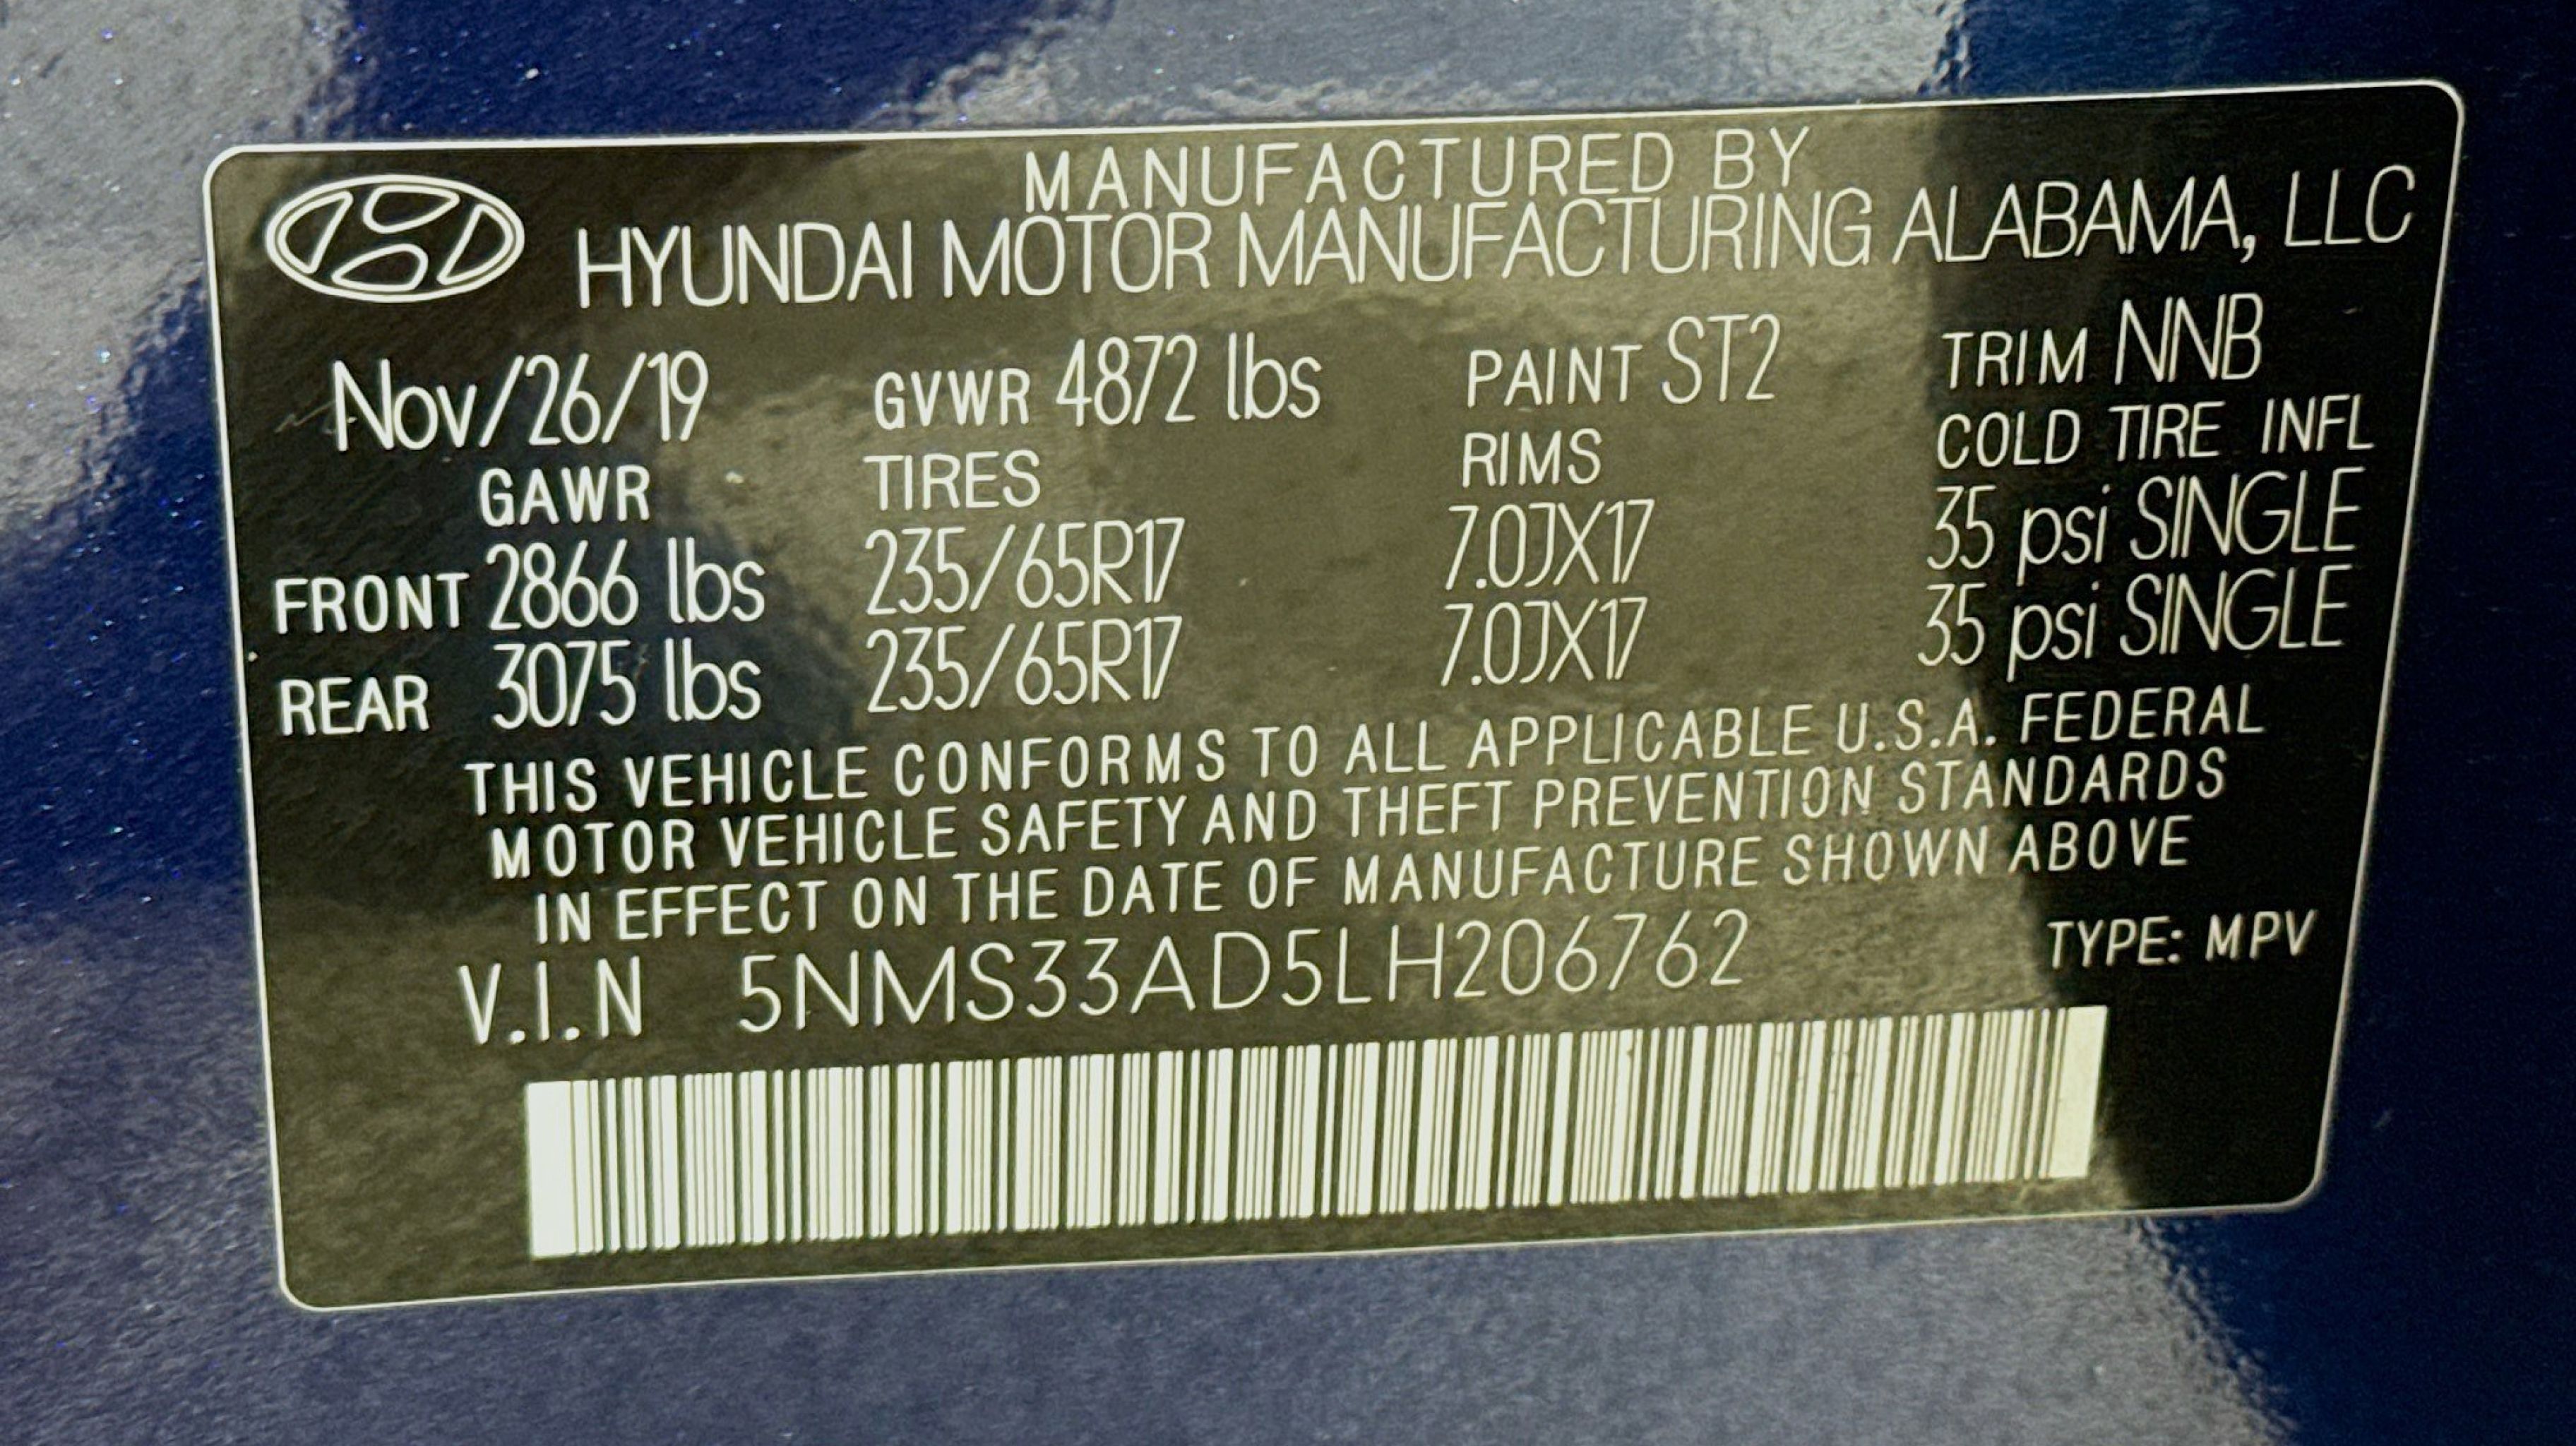 MANUFACTURED BY
HYUNDAI MOTOR MANUFACTURING ALABAMA, LLC
Nov/26/19 GVWR 4872 lbs PAINT ST2 TRIM NNB
GAWR TIRES RIMS COLD TIRE INFL
FRONT 2866 lbs 235/65R17 7.0JX17 35 psi SINGLE
REAR 3075 lbs 235/65R17 7.0JX17 35 psi SINGLE
THIS VEHICLE CONFORMS TO ALL APPLICABLE U.S.A. FEDERAL
MOTOR VEHICLE SAFETY AND THEFT PREVENTION STANDARDS
IN EFFECT ON THE DATE OF MANUFACTURE SHOWN ABOVE
V.I.N 5NMS33AD5LH206762 TYPE: MPV